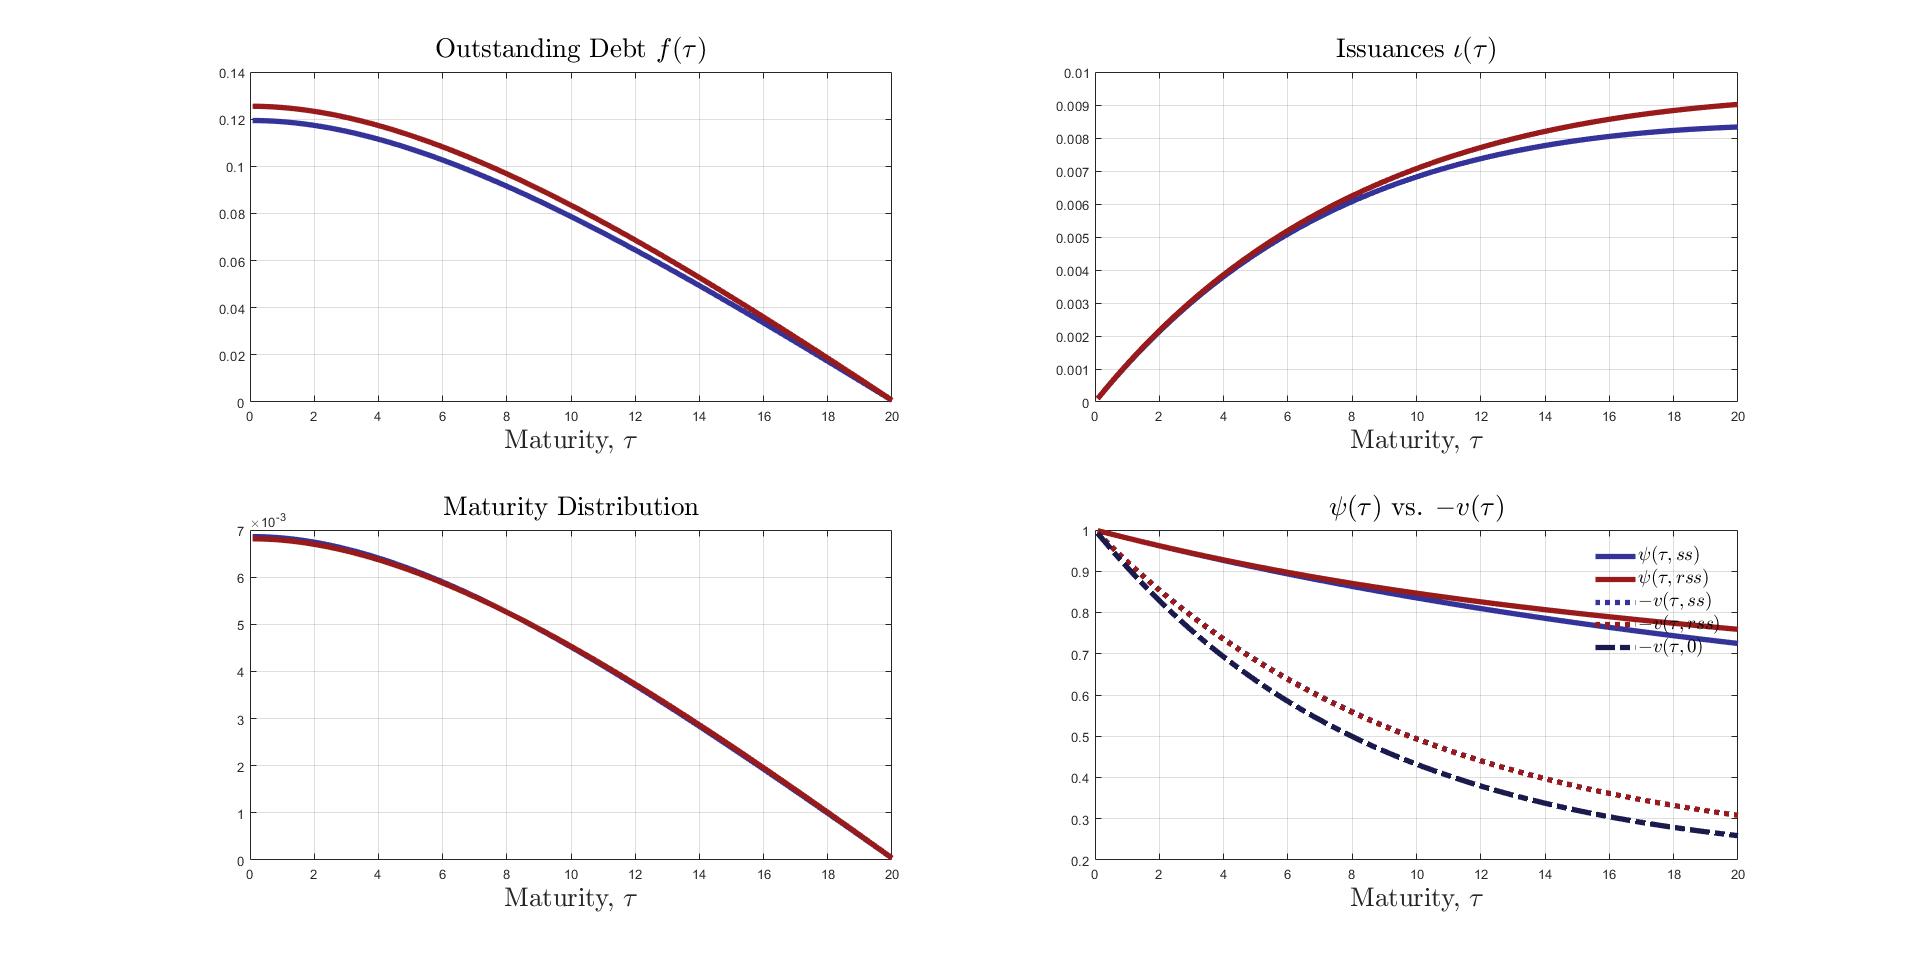 Outstanding Debt f(τ)
0.14
0.12
0.1
0.08
0.06
0.04
0.02
0
0 2 4 6 8 10 12 14 16 18 20
Maturity, τ
Issuances ι(τ)
0.01
0.009
0.008
0.007
0.006
0.005
0.004
0.003
0.002
0.001
0
0 2 4 6 8 10 12 14 16 18 20
Maturity, τ
Maturity Distribution
×10⁻³
7
6
5
4
3
2
1
0
0 2 4 6 8 10 12 14 16 18 20
Maturity, τ
ψ(τ) vs. −v(τ)
1
0.9
0.8
0.7
0.6
0.5
0.4
0.3
0.2
0 2 4 6 8 10 12 14 16 18 20
Maturity, τ
ψ(τ, ss)
ψ(τ, rss)
−v(τ, ss)
−v(τ, rss)
−v(τ, 0)